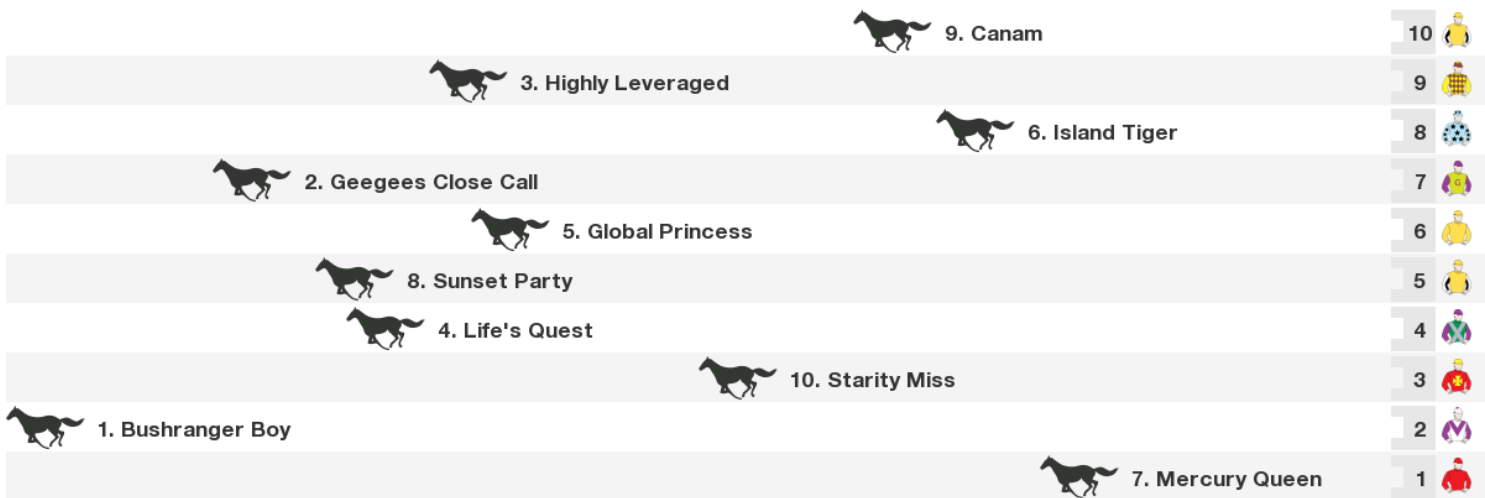 9. Canam 10
3. Highly Leveraged 9
6. Island Tiger 8
2. Geegees Close Call 7 G
5. Global Princess 6
8. Sunset Party 5
4. Life's Quest 4
10. Starity Miss 3
1. Bushranger Boy 2
7. Mercury Queen 1